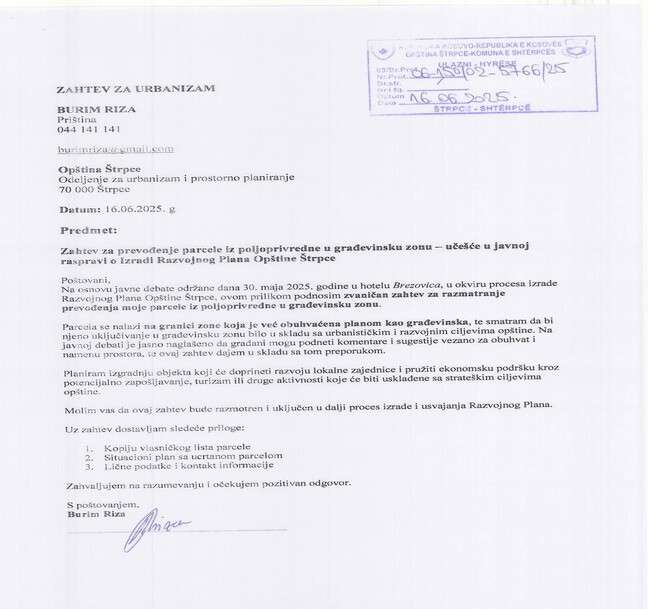 REPUBLIKA KOSOVO-REPUBLIKA E KOSOVËS
OPŠTINA ŠTRPCE-KOMUNA E SHTËRPCËS
ULAZNI - HYRËSE
06-150/02-5766/25
Datum 16.06.2025.
ŠTRPCE - SHTËRPCË
ZAHTEV ZA URBANIZAM
BURIM RIZA
Priština
044 141 141
burimriza@gmail.com
Opština Štrpce
Odeljenje za urbanizam i prostorno planiranje
70 000 Štrpce
Datum: 16.06.2025. g
Predmet:
Zahtev za prevođenje parcele iz poljoprivredne u građevinsku zonu – učešće u javnoj
raspravi o Izradi Razvojnog Plana Opštine Štrpce
Poštovani,
Na osnovu javne debate održane dana 30. maja 2025. godine u hotelu Brezovica, u okviru procesa izrade
Razvojnog Plana Opštine Štrpce, ovom prilikom podnosim zvaničan zahtev za razmatranje
prevođenja moje parcele iz poljoprivredne u građevinsku zonu.
Parcela se nalazi na granici zone koja je već obuhvaćena planom kao građevinska, te smatram da bi
njeno uključivanje u građevinsku zonu bilo u skladu sa urbanističkim i razvojnim ciljevima opštine. Na
javnoj debati je jasno naglašeno da građani mogu podneti komentare i sugestije vezano za obuhvat i
namenu prostora, te ovaj zahtev dajem u skladu sa tom preporukom.
Planiram izgradnju objekta koji će doprineti razvoju lokalne zajednice i pružiti ekonomsku podršku kroz
potencijalno zapošljavanje, turizam ili druge aktivnosti koje će biti usklađene sa strateškim ciljevima
opštine.
Molim vas da ovaj zahtev bude razmotren i uključen u dalji proces izrade i usvajanja Razvojnog Plana.
Uz zahtev dostavljam sledeće priloge:
1. Kopiju vlasničkog lista parcele
2. Situacioni plan sa ucrtanom parcelom
3. Lične podatke i kontakt informacije
Zahvaljujem na razumevanju i očekujem pozitivan odgovor.
S poštovanjem,
Burim Riza